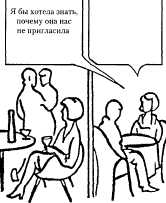 Я бы хотела знать,
почему она нас
не пригласила